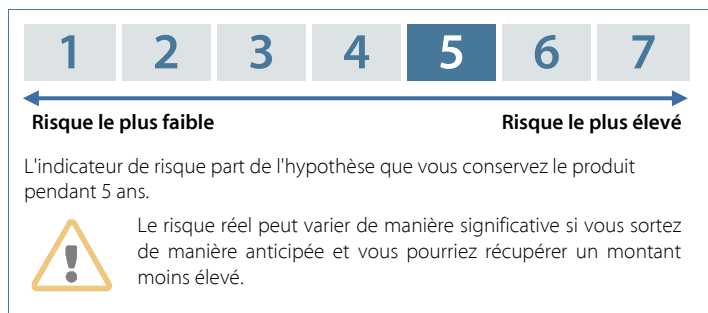 1 2 3 4 5 6 7
Risque le plus faible Risque le plus élevé
L'indicateur de risque part de l'hypothèse que vous conservez le produit
pendant 5 ans.
Le risque réel peut varier de manière significative si vous sortez
de manière anticipée et vous pourriez récupérer un montant
moins élevé.